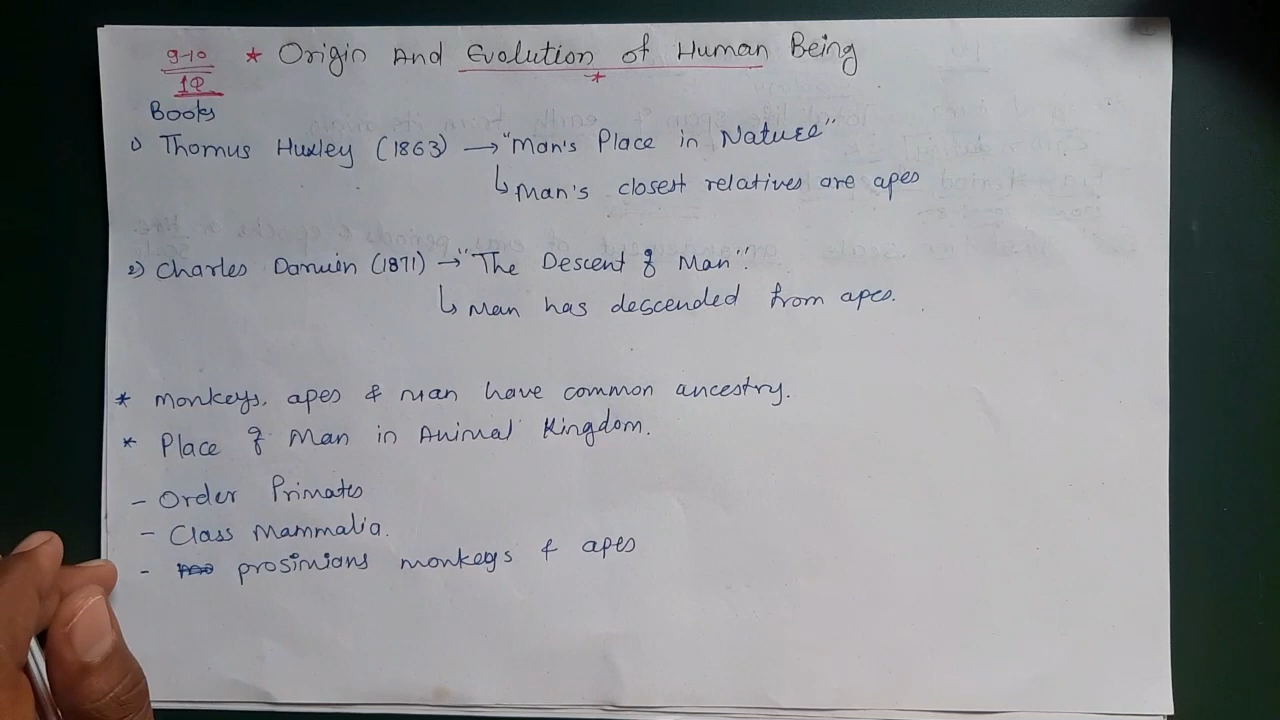 9-10
1Q
* Origin And Evolution of Human Being
*
Books
1) Thomus Huxley (1863) → "Man's Place in Nature"
↳ Man's closest relatives are apes
2) Charles Darwin (1871) → "The Descent of Man".
↳ Man has descended from apes.
* Monkeys, apes & Man have common ancestry.
* Place of Man in Animal Kingdom.
- Order Primates
- Class Mammalia.
- prosimians monkeys & apes